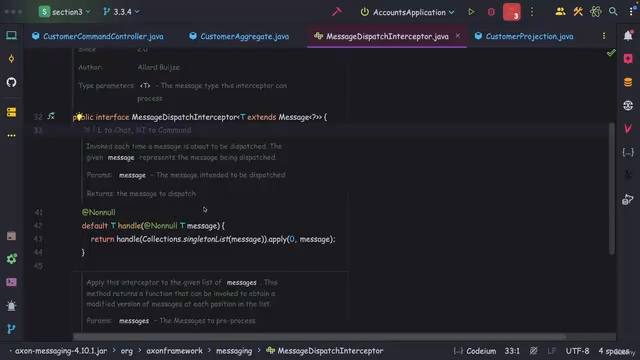 section3
3.3.4
AccountsApplication
3
CustomerCommandController.java
CustomerAggregate.java
MessageDispatchInterceptor.java
CustomerProjection.java
Since 2.0
Author: Allard Buijze
Type parameters: <T> – The message type this interceptor can
process
32 public interface MessageDispatchInterceptor<T extends Message<?>> {
33 L to Chat, ⌘I to Command
Invoked each time a message is about to be dispatched. The
given message represents the message being dispatched.
Params: message – The message intended to be dispatched
Returns: the message to dispatch
41 @Nonnull
42 default T handle(@Nonnull T message) {
43 return handle(Collections.singletonList(message)).apply(0, message);
44 }
45
Apply this interceptor to the given list of messages. This
method returns a function that can be invoked to obtain a
modified version of messages at each position in the list.
Params: messages – The Messages to pre-process
axon-messaging-4.10.1.jar › org › axonframework › messaging › MessageDispatchInterceptor
Codeium 33:1 LF UTF-8 4 spaces